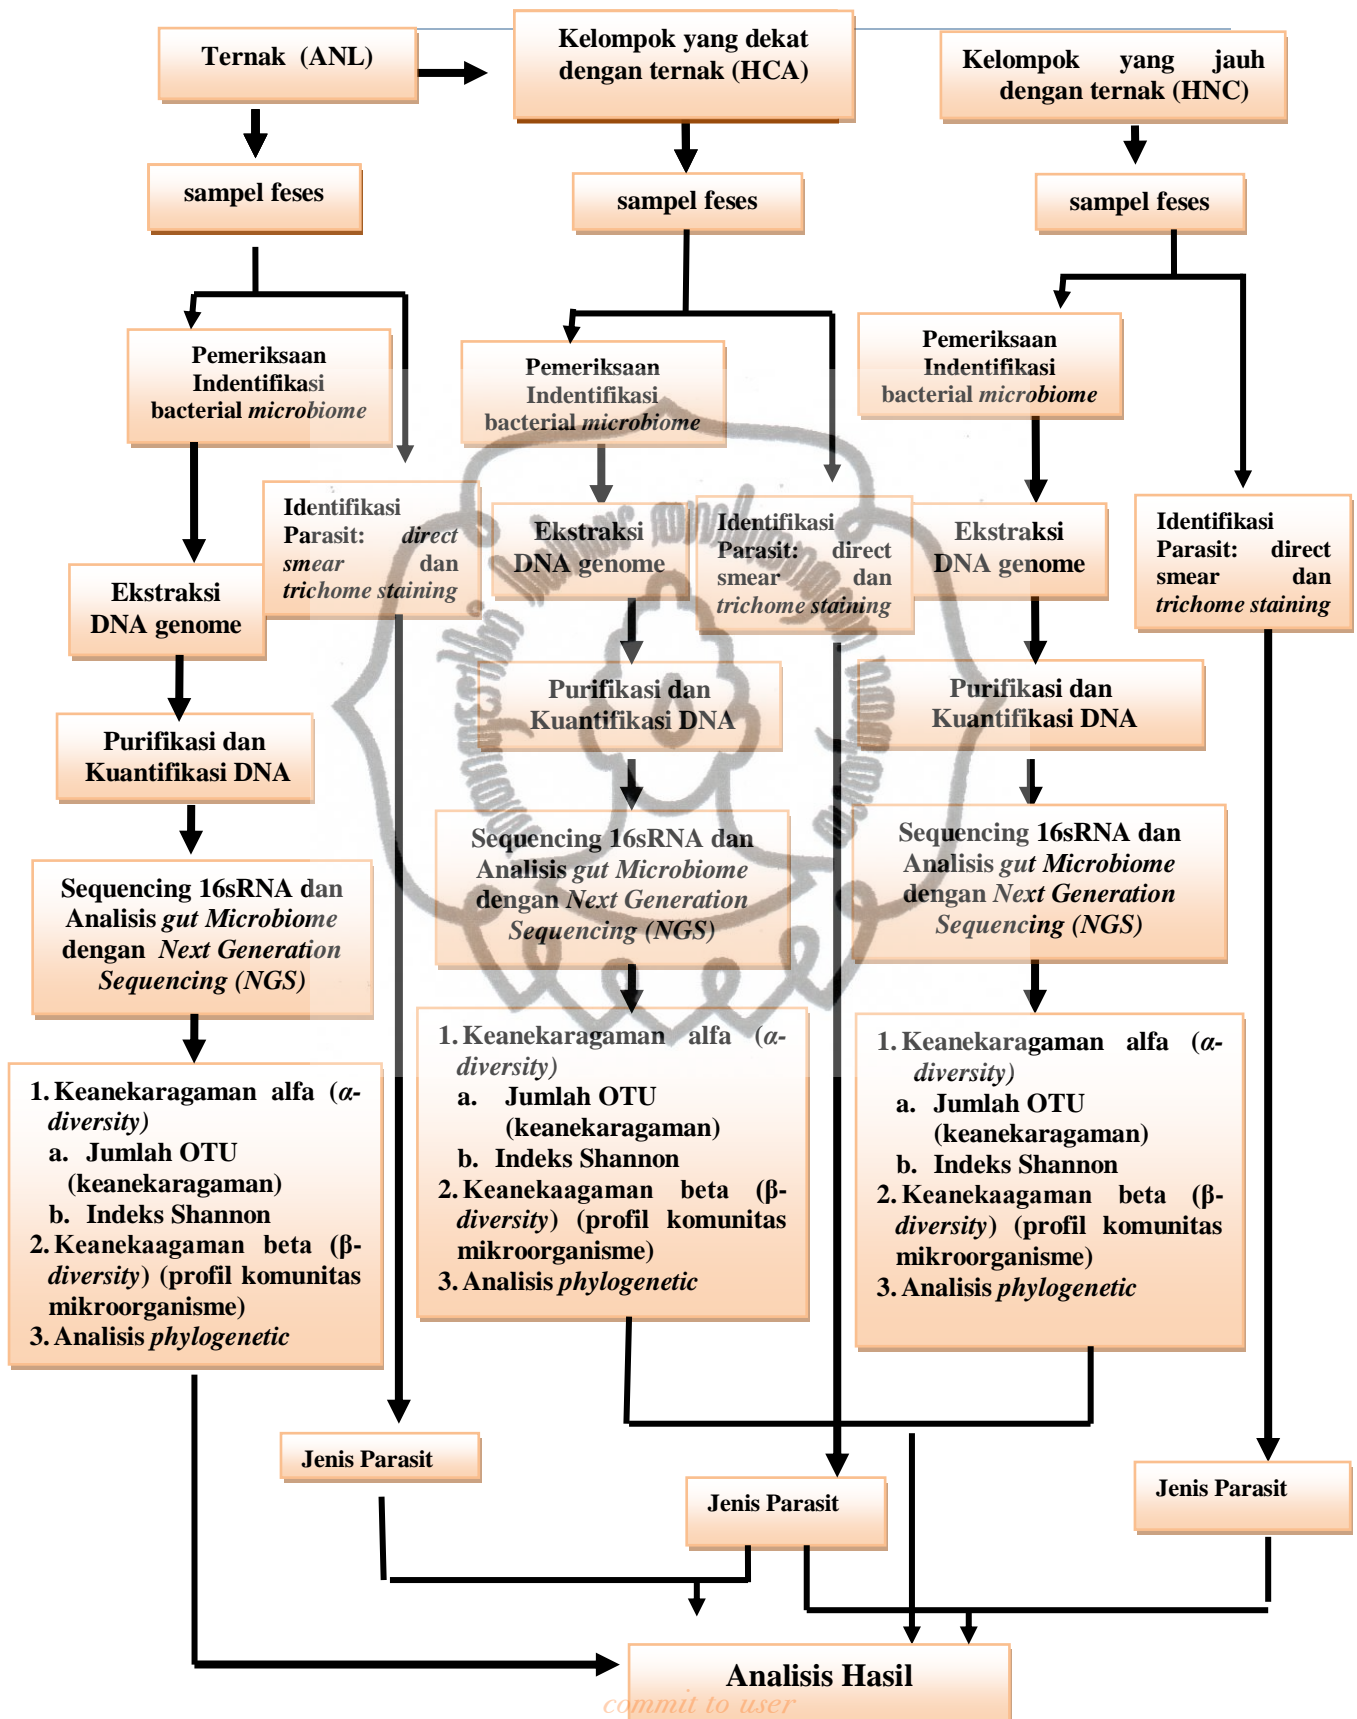 Ternak (ANL)
Kelompok yang dekat
dengan ternak (HCA)
Kelompok yang jauh
dengan ternak (HNC)
sampel feses
sampel feses
sampel feses
Pemeriksaan
Indentifikasi
bacterial microbiome
Pemeriksaan
Indentifikasi
bacterial microbiome
Pemeriksaan
Indentifikasi
bacterial microbiome
Identifikasi
Parasit: direct
smear dan
trichome staining
Identifikasi
Parasit: direct
smear dan
trichome staining
Identifikasi
Parasit: direct
smear dan
trichome staining
Ekstraksi
DNA genome
Ekstraksi
DNA genome
Ekstraksi
DNA genome
Purifikasi dan
Kuantifikasi DNA
Purifikasi dan
Kuantifikasi DNA
Purifikasi dan
Kuantifikasi DNA
Sequencing 16sRNA dan
Analisis gut Microbiome
dengan Next Generation
Sequencing (NGS)
Sequencing 16sRNA dan
Analisis gut Microbiome
dengan Next Generation
Sequencing (NGS)
Sequencing 16sRNA dan
Analisis gut Microbiome
dengan Next Generation
Sequencing (NGS)
1. Keanekaragaman alfa (α-
diversity)
a. Jumlah OTU
(keanekaragaman)
b. Indeks Shannon
2. Keanekaagaman beta (β-
diversity) (profil komunitas
mikroorganisme)
3. Analisis phylogenetic
1. Keanekaragaman alfa (α-
diversity)
a. Jumlah OTU
(keanekaragaman)
b. Indeks Shannon
2. Keanekaagaman beta (β-
diversity) (profil komunitas
mikroorganisme)
3. Analisis phylogenetic
1. Keanekaragaman alfa (α-
diversity)
a. Jumlah OTU
(keanekaragaman)
b. Indeks Shannon
2. Keanekaagaman beta (β-
diversity) (profil komunitas
mikroorganisme)
3. Analisis phylogenetic
Jenis Parasit
Jenis Parasit
Jenis Parasit
Analisis Hasil
commit to user